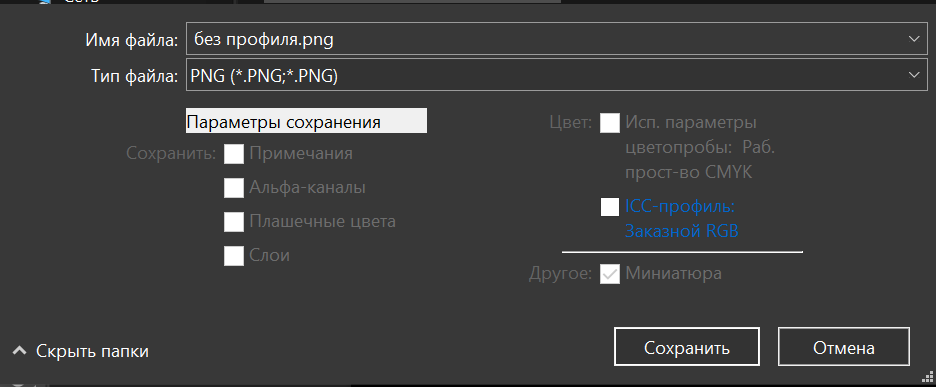 Сеть
Имя файла: без профиля.png
Тип файла: PNG (*.PNG;*.PNG)
Параметры сохранения
Сохранить: Примечания
Альфа-каналы
Плашечные цвета
Слои
Цвет: Исп. параметры
цветопробы: Раб.
прост-во CMYK
ICC-профиль:
Заказной RGB
Другое: Миниатюра
Скрыть папки
Сохранить
Отмена